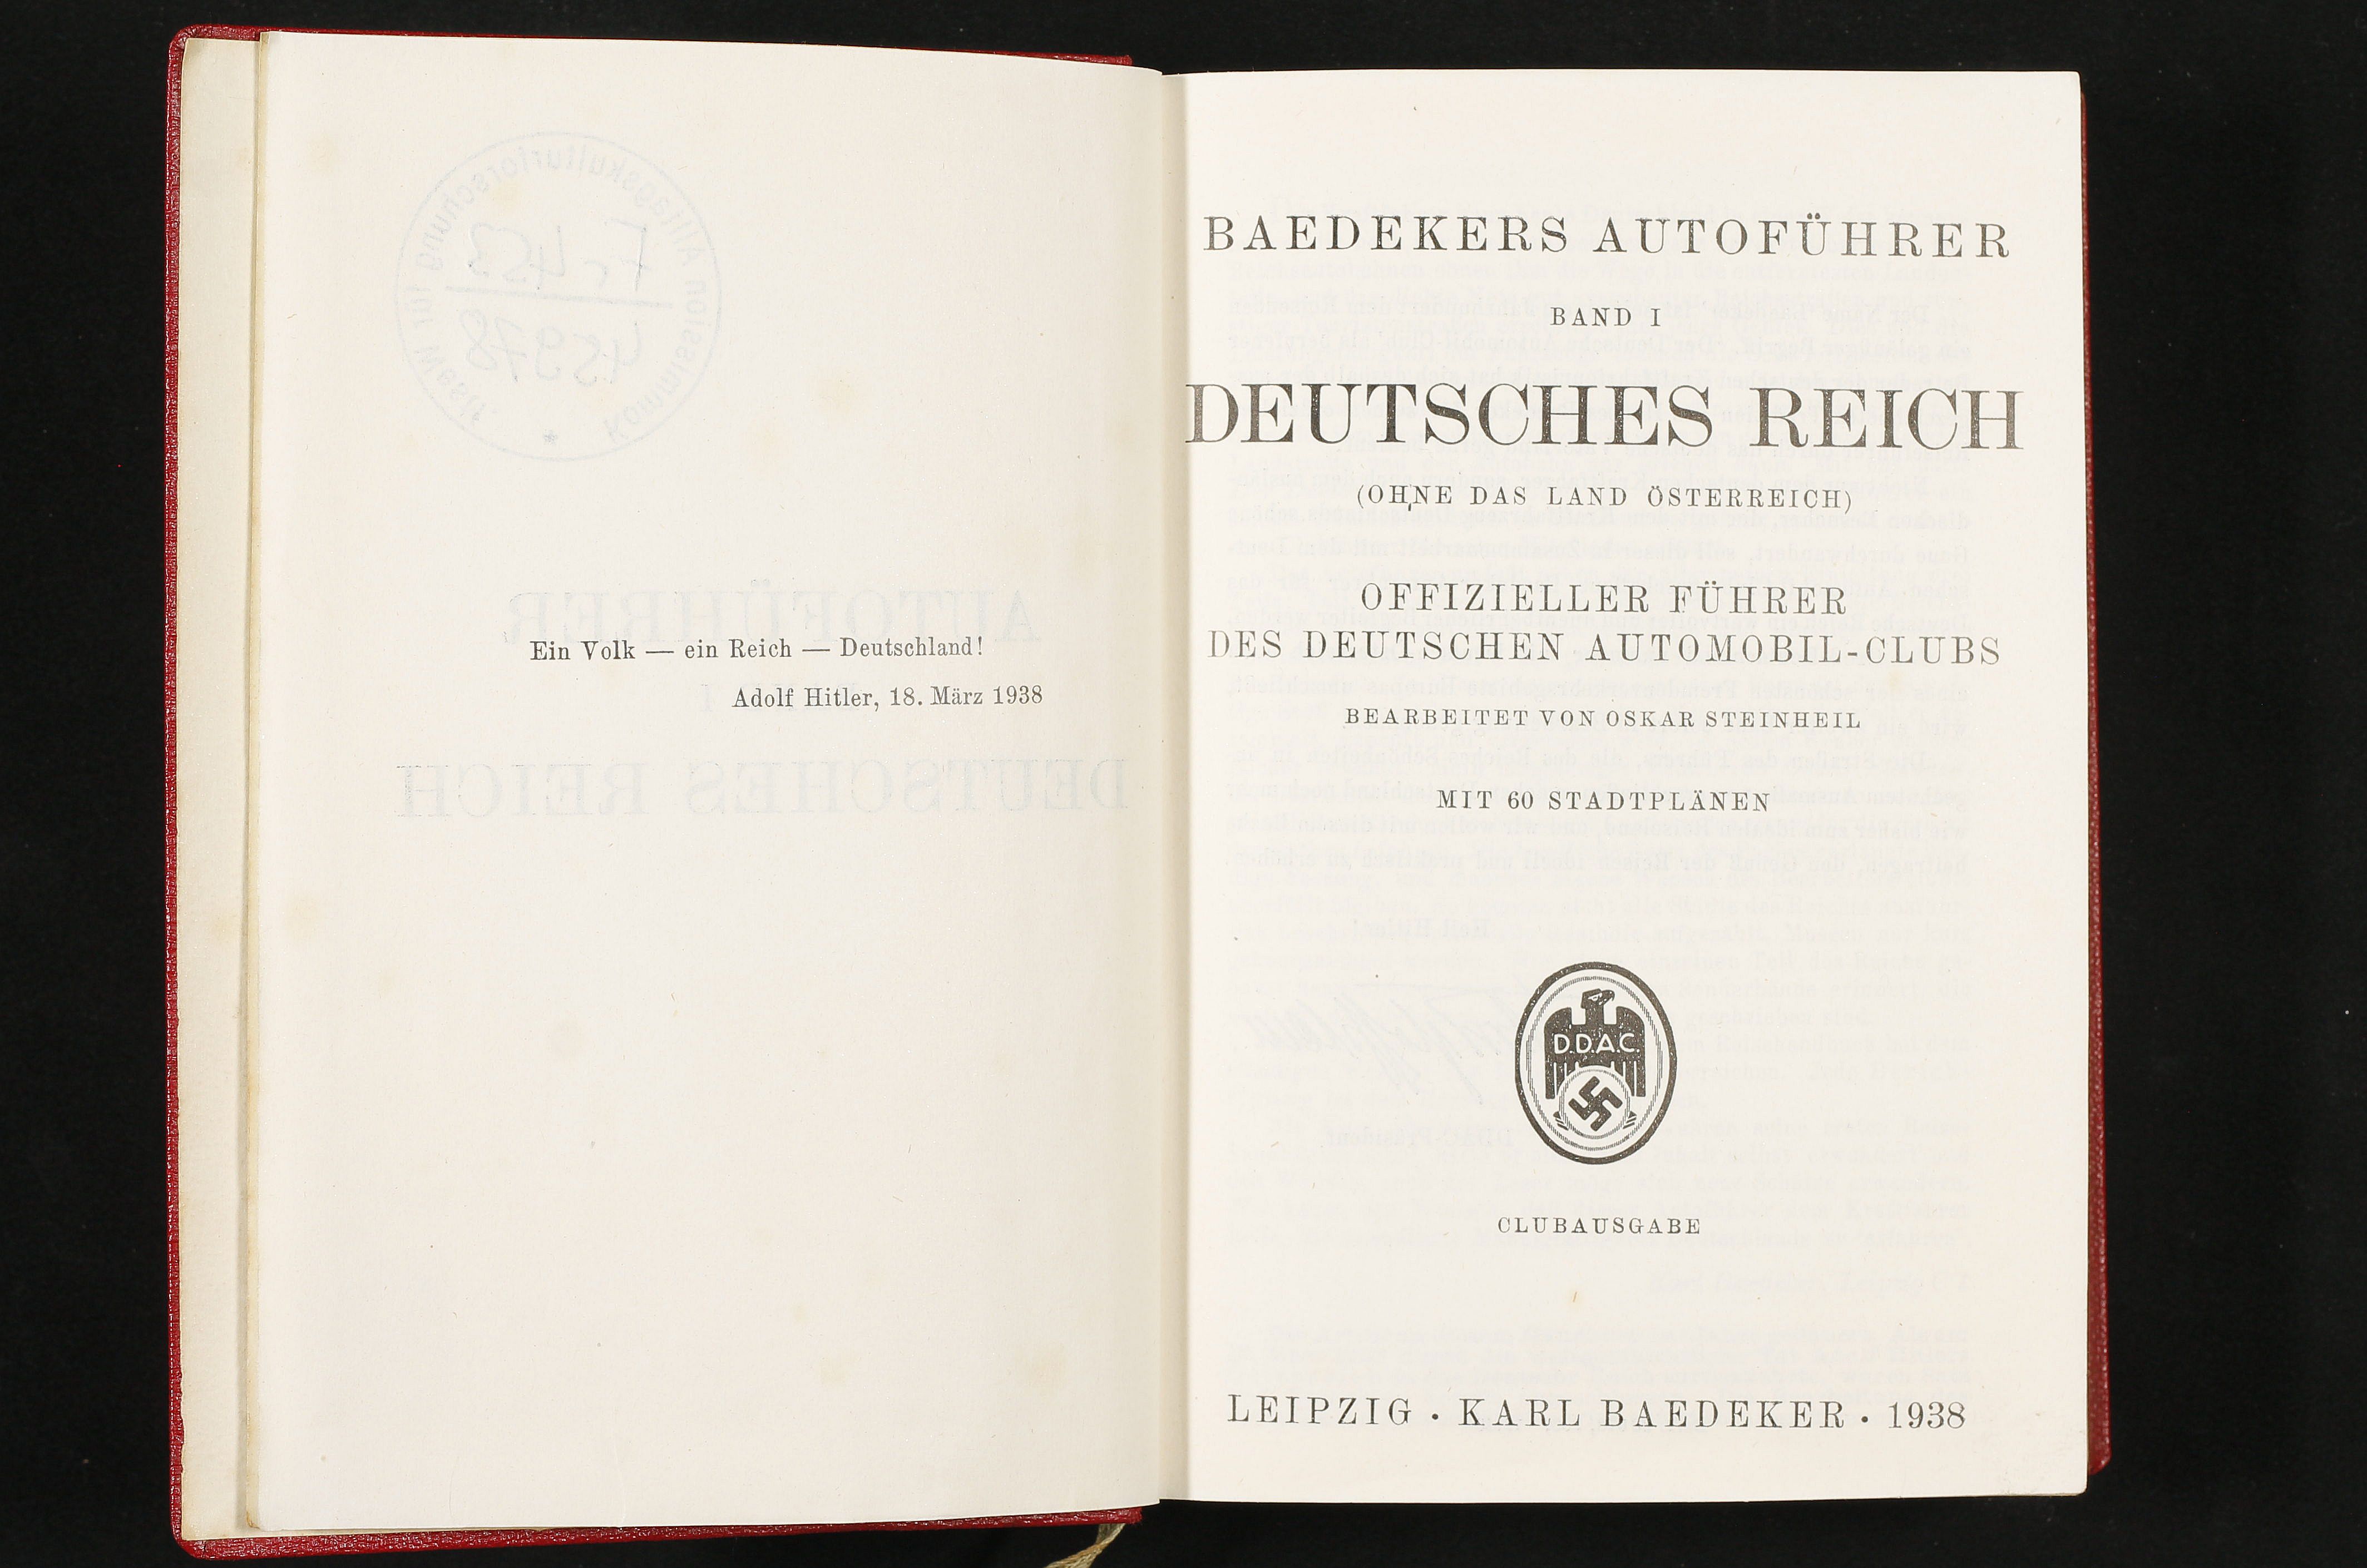 Ein Volk — ein Reich — Deutschland!
Adolf Hitler, 18. März 1938
BAEDEKERS AUTOFÜHRER
BAND I
DEUTSCHES REICH
(OHNE DAS LAND ÖSTERREICH)
OFFIZIELLER FÜHRER
DES DEUTSCHEN AUTOMOBIL-CLUBS
BEARBEITET VON OSKAR STEINHEIL
MIT 60 STADTPLÄNEN
D.D.A.C.
CLUBAUSGABE
LEIPZIG · KARL BAEDEKER · 1938